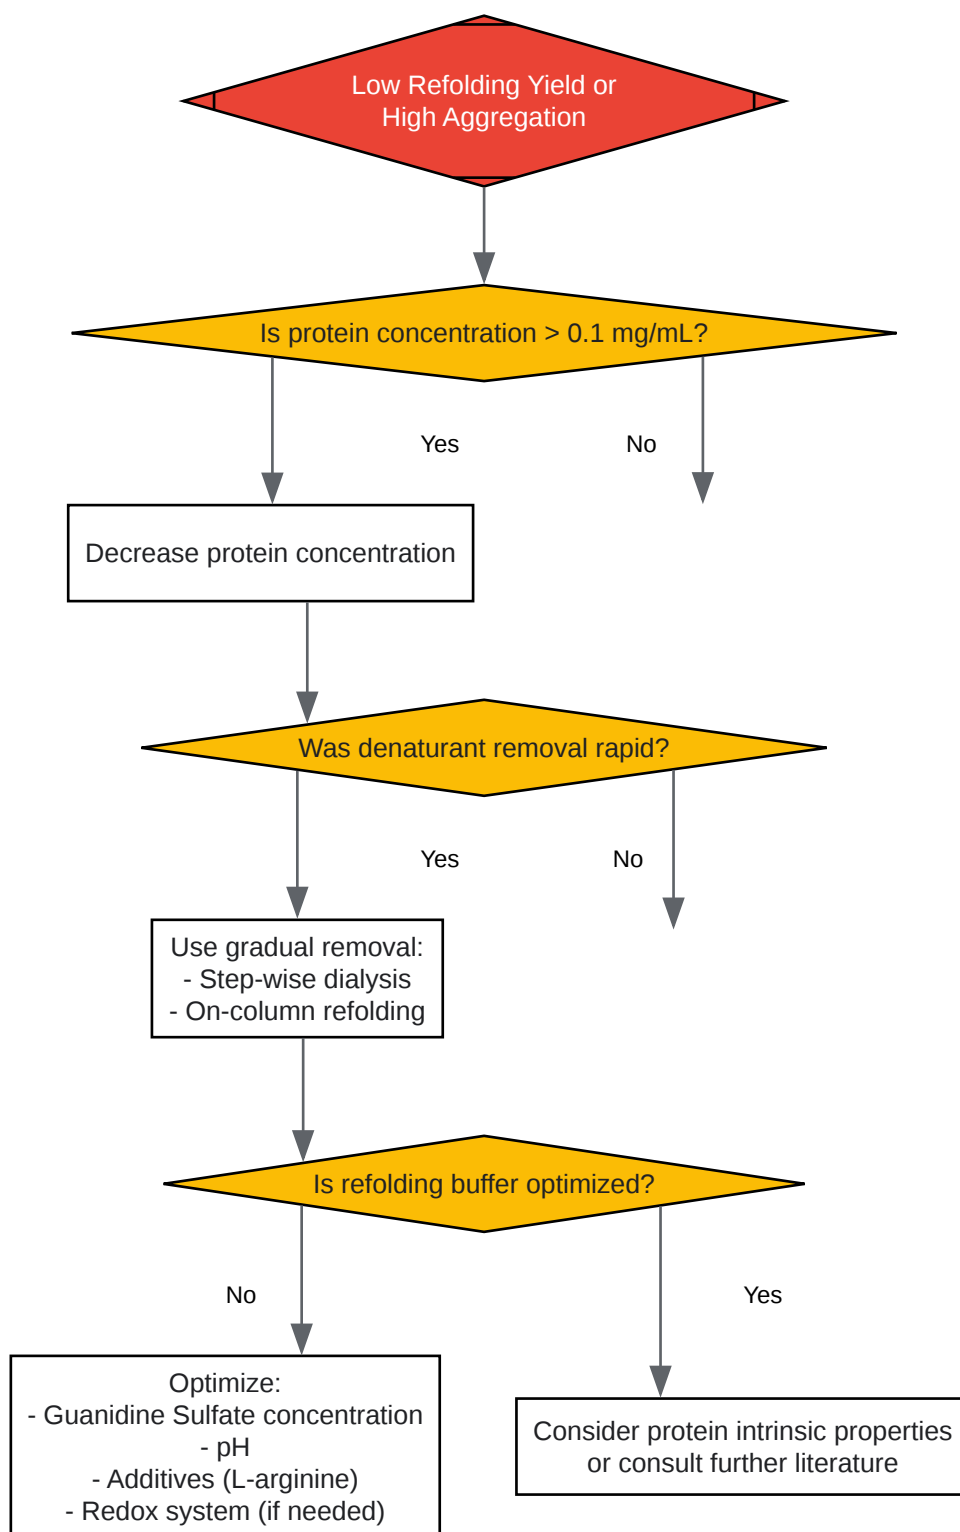 Low Refolding Yield or
High Aggregation
Is protein concentration > 0.1 mg/mL?
Yes
No
Decrease protein concentration
Was denaturant removal rapid?
Yes
No
Use gradual removal:
- Step-wise dialysis
- On-column refolding
Is refolding buffer optimized?
No
Yes
Optimize:
- Guanidine Sulfate concentration
- pH
- Additives (L-arginine)
- Redox system (if needed)
Consider protein intrinsic properties
or consult further literature